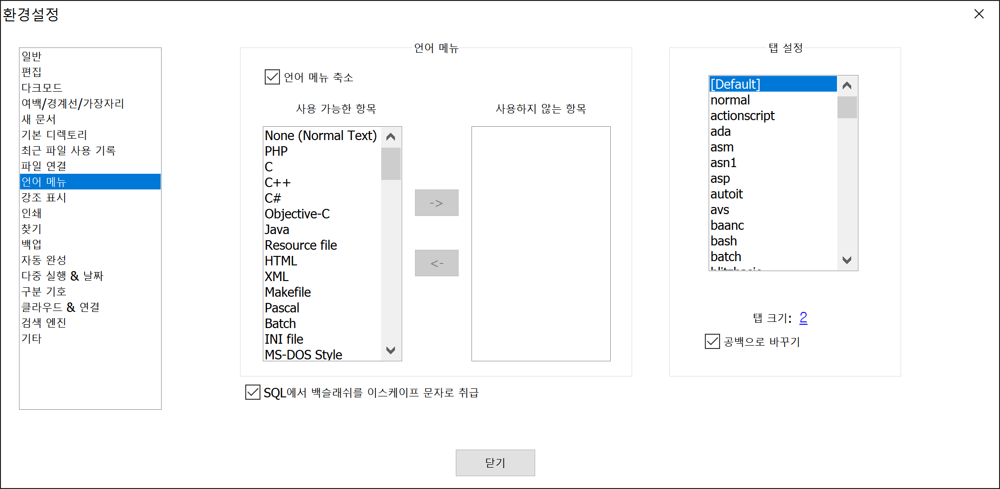 환경설정
일반
편집
다크모드
여백/경계선/가장자리
새 문서
기본 디렉토리
최근 파일 사용 기록
파일 연결
언어 메뉴
강조 표시
인쇄
찾기
백업
자동 완성
다중 실행 & 날짜
구분 기호
클라우드 & 연결
검색 엔진
기타
언어 메뉴
언어 메뉴 축소
사용 가능한 항목
None (Normal Text)
PHP
C
C++
C#
Objective-C
Java
Resource file
HTML
XML
Makefile
Pascal
Batch
INI file
MS-DOS Style
->
<-
사용하지 않는 항목
SQL에서 백슬래쉬를 이스케이프 문자로 취급
탭 설정
[Default]
normal
actionscript
ada
asm
asn1
asp
autoit
avs
baanc
bash
batch
탭 크기: 2
공백으로 바꾸기
닫기